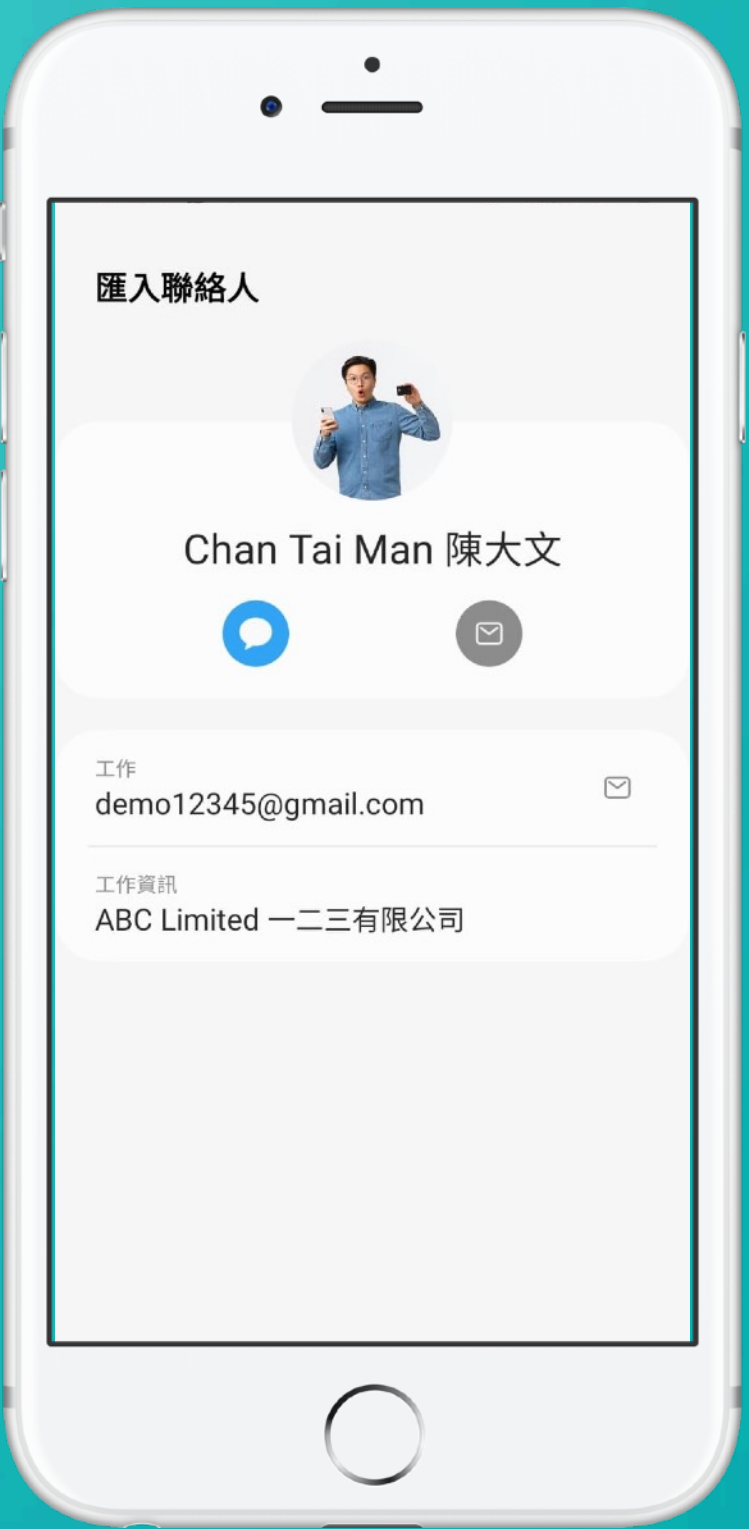 匯入聯絡人
Chan Tai Man 陳大文
工作
demo12345@gmail.com
工作資訊
ABC Limited 一二三有限公司